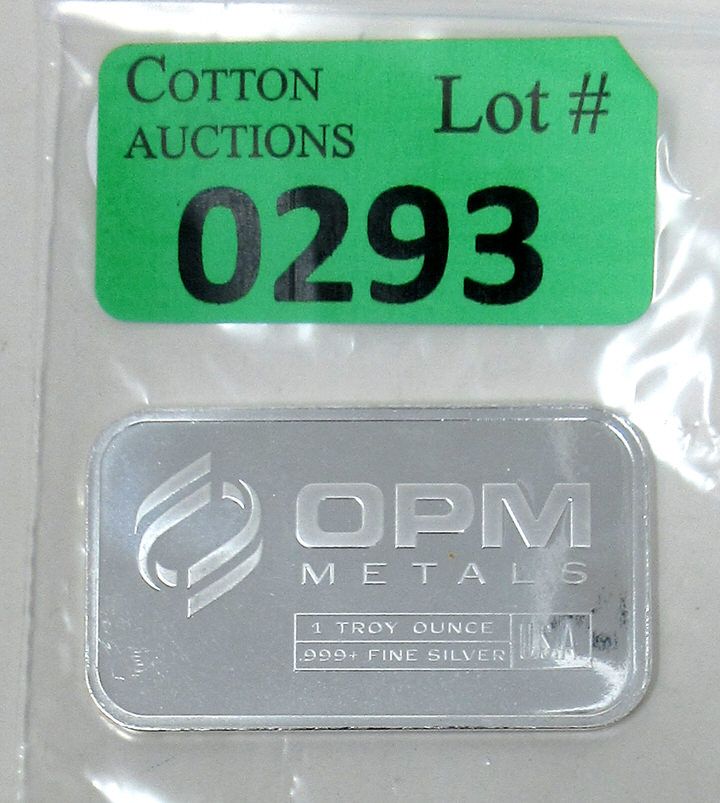 COTTON
AUCTIONS
Lot #
0293
OPM
METALS
1 TROY OUNCE
.999+ FINE SILVER
USA